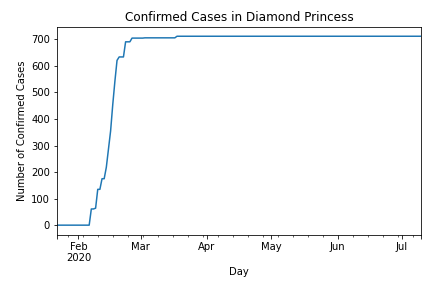 Confirmed Cases in Diamond Princess
Number of Confirmed Cases
700
600
500
400
300
200
100
0
Feb Mar Apr May Jun Jul
2020
Day